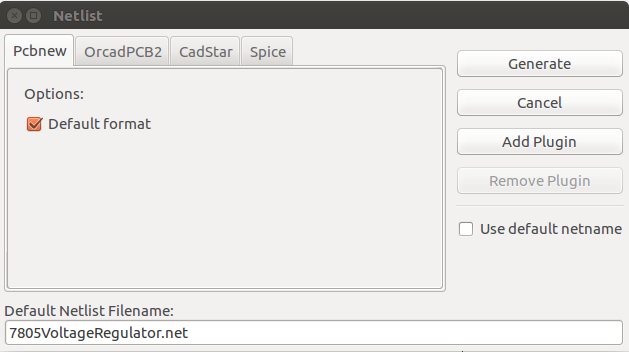 Netlist
Pcbnew OrcadPCB2 CadStar Spice
Options:
Default format
Generate
Cancel
Add Plugin
Remove Plugin
Use default netname
Default Netlist Filename:
7805VoltageRegulator.net